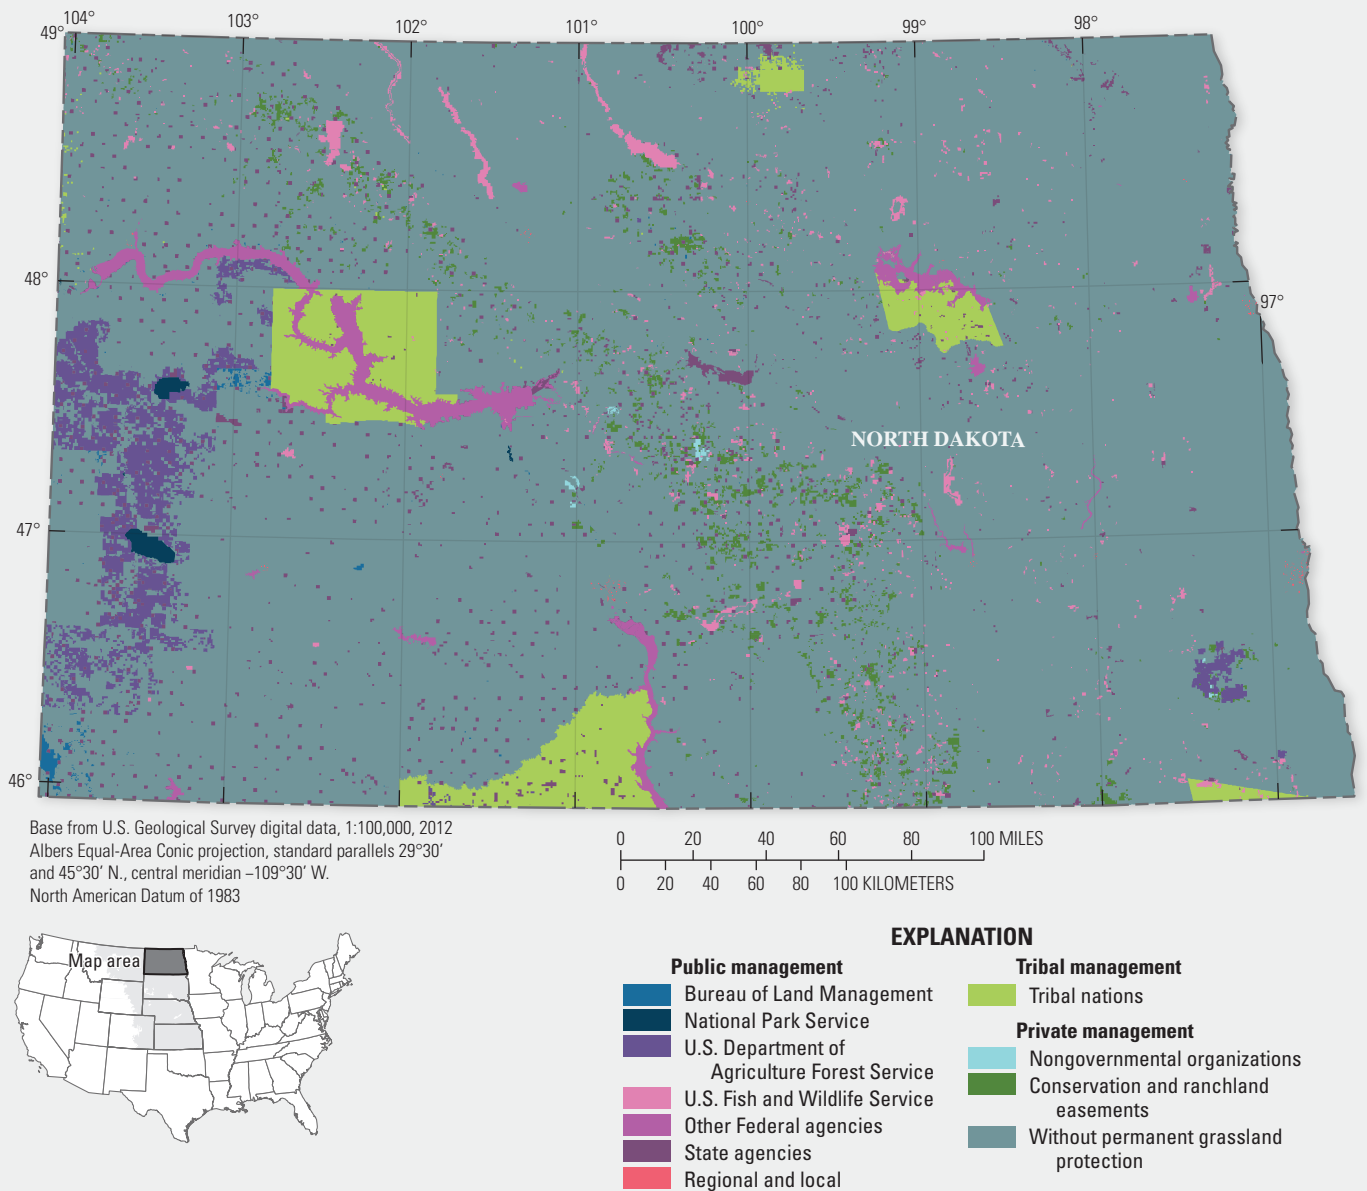 104°
103°
102°
101°
100°
99°
98°
49°
48°
97°
47°
46°
NORTH DAKOTA
Base from U.S. Geological Survey digital data, 1:100,000, 2012
Albers Equal-Area Conic projection, standard parallels 29°30′
and 45°30′ N., central meridian –109°30′ W.
North American Datum of 1983
0 20 40 60 80 100 MILES
0 20 40 60 80 100 KILOMETERS
Map area
EXPLANATION
Public management
Bureau of Land Management
National Park Service
U.S. Department of
Agriculture Forest Service
U.S. Fish and Wildlife Service
Other Federal agencies
State agencies
Regional and local
Tribal management
Tribal nations
Private management
Nongovernmental organizations
Conservation and ranchland
easements
Without permanent grassland
protection